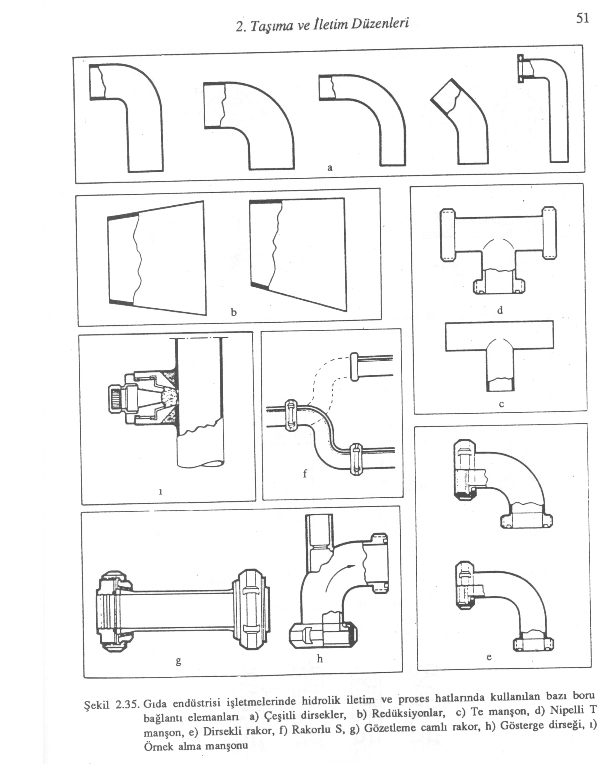 2. Taşıma ve İletim Düzenleri
51
a
b
d
c
ı
f
g
h
e
Şekil 2.35. Gıda endüstrisi işletmelerinde hidrolik iletim ve proses hatlarında kullanılan bazı boru
bağlantı elemanları a) Çeşitli dirsekler, b) Redüksiyonlar, c) Te manşon, d) Nipelli T
manşon, e) Dirsekli rakor, f) Rakorlu S, g) Gözetleme camlı rakor, h) Gösterge dirseği, ı)
Örnek alma manşonu